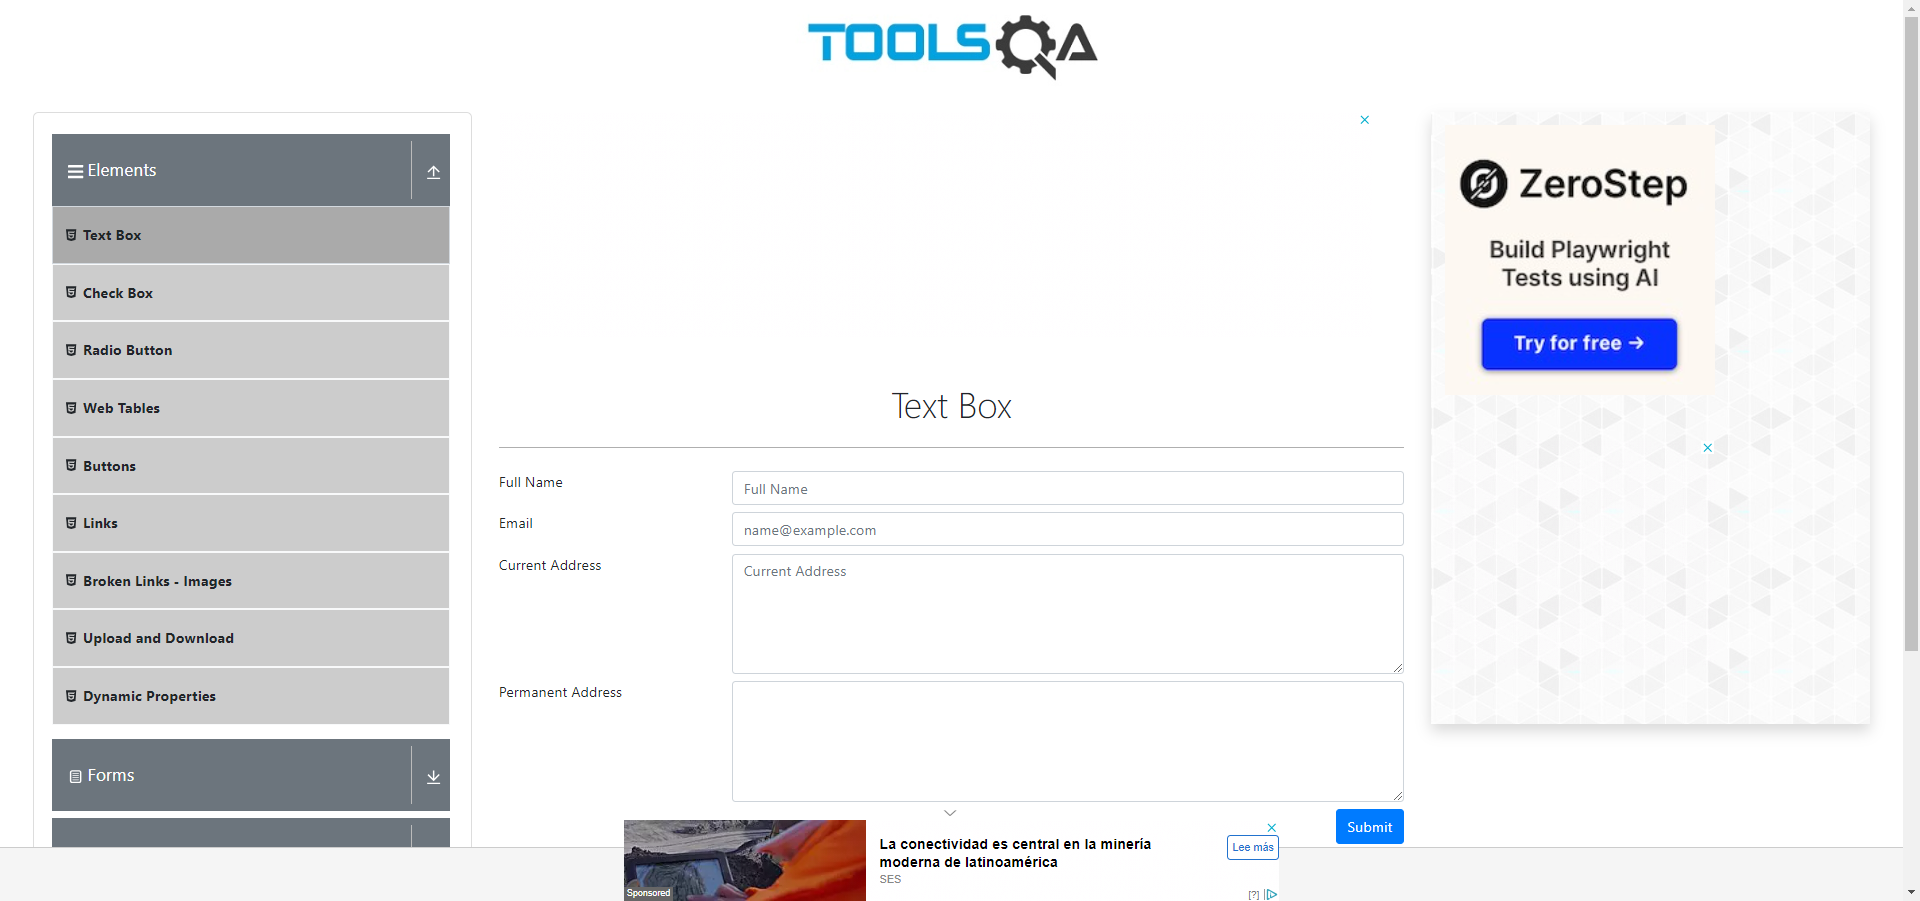 TOOLSQA
Elements
Text Box
Check Box
Radio Button
Web Tables
Buttons
Links
Broken Links - Images
Upload and Download
Dynamic Properties
Forms
Text Box
Full Name
Full Name
Email
name@example.com
Current Address
Current Address
Permanent Address
Submit
ZeroStep
Build Playwright
Tests using AI
Try for free →
Sponsored
La conectividad es central en la minería
moderna de latinoamérica
SES
Lee más
[?]